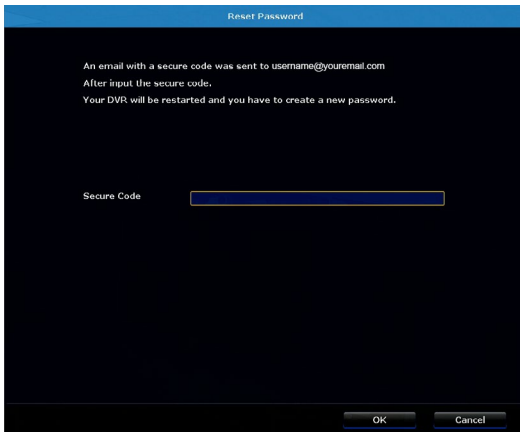 Reset Password
An email with a secure code was sent to username@youremail.com
After input the secure code.
Your DVR will be restarted and you have to create a new password.
Secure Code
OK Cancel